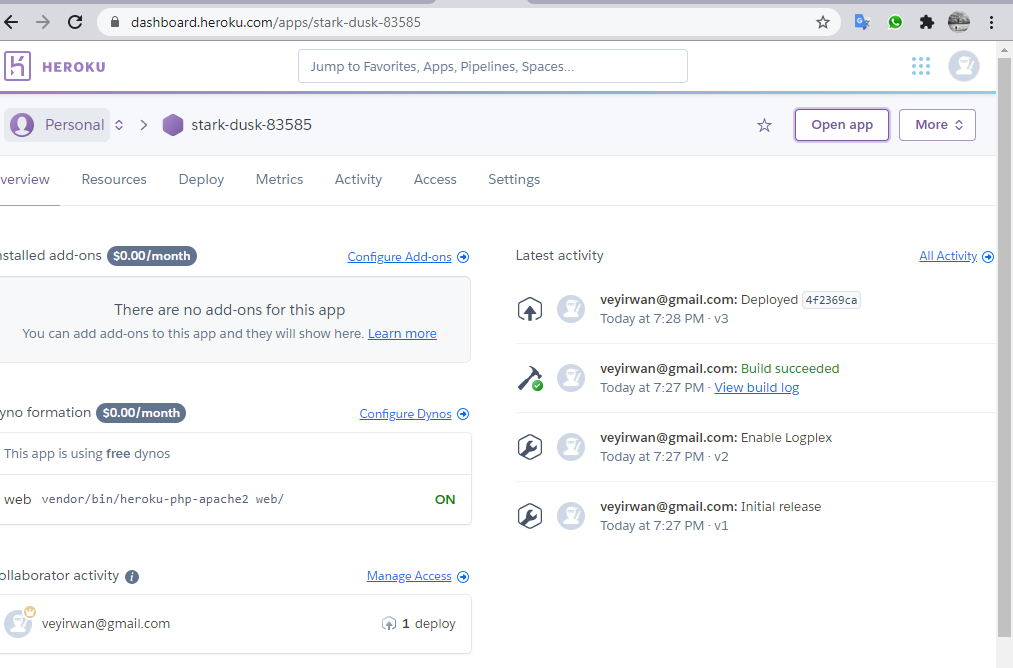 dashboard.heroku.com/apps/stark-dusk-83585
HEROKU
Jump to Favorites, Apps, Pipelines, Spaces...
Personal
stark-dusk-83585
Open app
More
verview
Resources
Deploy
Metrics
Activity
Access
Settings
nstalled add-ons $0.00/month
Configure Add-ons
There are no add-ons for this app
You can add add-ons to this app and they will show here. Learn more
yno formation $0.00/month
Configure Dynos
This app is using free dynos
web vendor/bin/heroku-php-apache2 web/ ON
ollaborator activity i
Manage Access
veyirwan@gmail.com
1 deploy
Latest activity
All Activity
veyirwan@gmail.com: Deployed 4f2369ca
Today at 7:28 PM · v3
veyirwan@gmail.com: Build succeeded
Today at 7:27 PM · View build log
veyirwan@gmail.com: Enable Logplex
Today at 7:27 PM · v2
veyirwan@gmail.com: Initial release
Today at 7:27 PM · v1